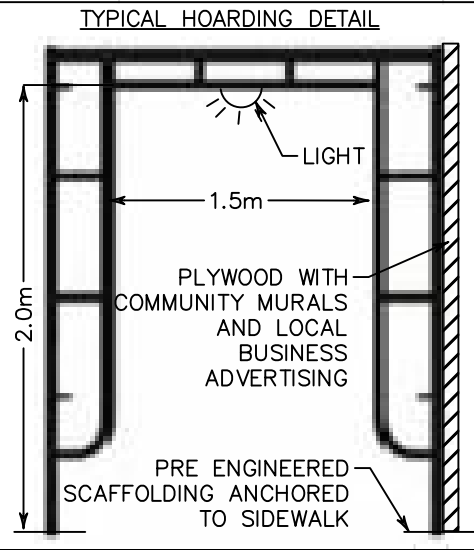 TYPICAL HOARDING DETAIL
LIGHT
1.5m
2.0m
PLYWOOD WITH
COMMUNITY MURALS
AND LOCAL
BUSINESS
ADVERTISING
PRE ENGINEERED
SCAFFOLDING ANCHORED
TO SIDEWALK